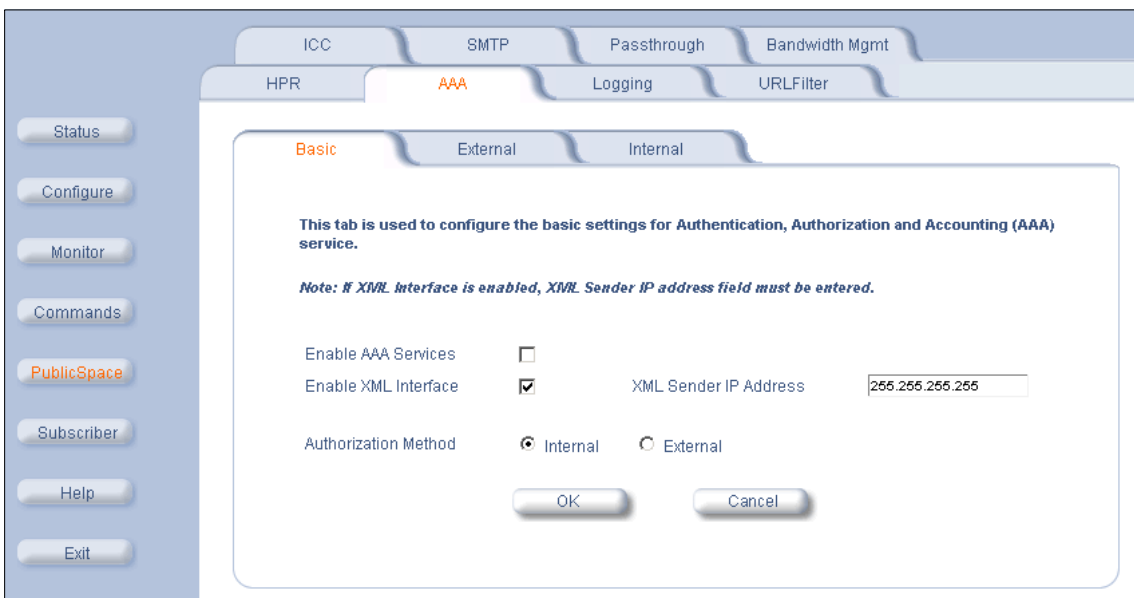 ICC SMTP Passthrough Bandwidth Mgmt
HPR AAA Logging URLFilter
Status
Configure
Monitor
Commands
PublicSpace
Subscriber
Help
Exit
Basic External Internal
This tab is used to configure the basic settings for Authentication, Authorization and Accounting (AAA)
service.
Note: If XML Interface is enabled, XML Sender IP address field must be entered.
Enable AAA Services
Enable XML Interface XML Sender IP Address 255.255.255.255
Authorization Method Internal External
OK Cancel